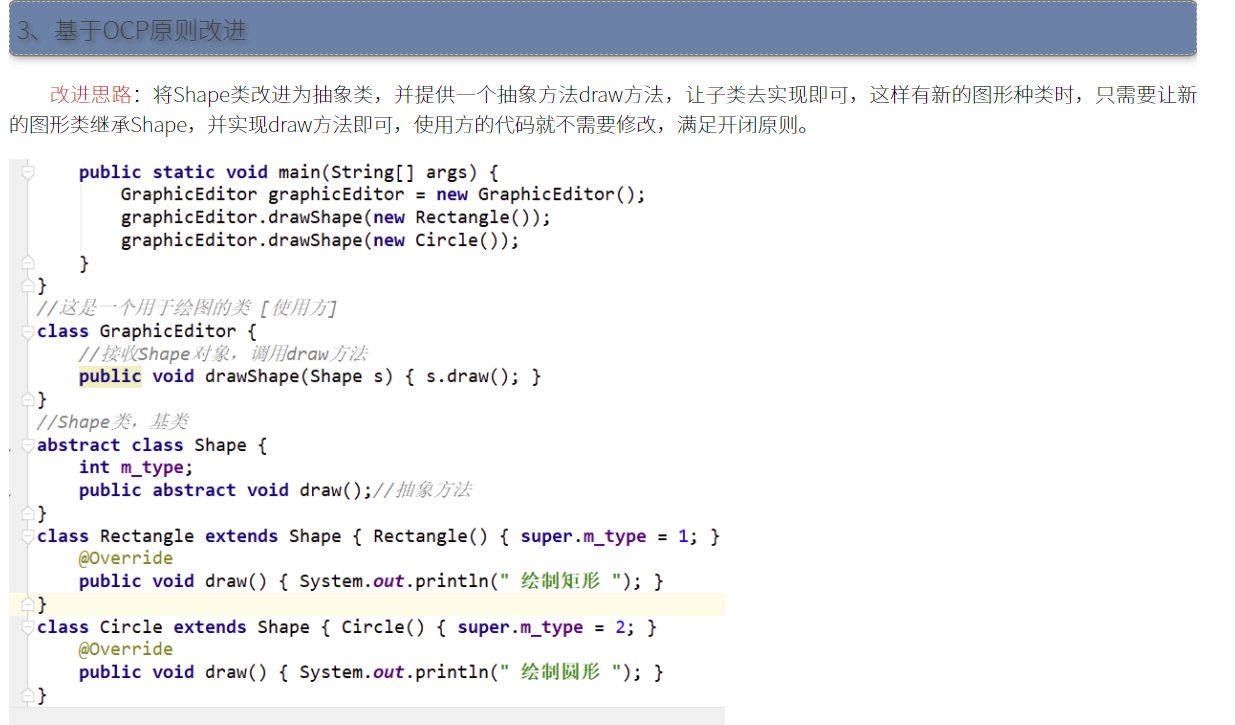 3、基于OCP原则改进
改进思路：将Shape类改进为抽象类，并提供一个抽象方法draw方法，让子类去实现即可，这样有新的图形种类时，只需要让新
的图形类继承Shape，并实现draw方法即可，使用方的代码就不需要修改，满足开闭原则。
public static void main(String[] args) {
GraphicEditor graphicEditor = new GraphicEditor();
graphicEditor.drawShape(new Rectangle());
graphicEditor.drawShape(new Circle());
}
}
//这是一个用于绘图的类 [使用方]
class GraphicEditor {
//接收Shape对象，调用draw方法
public void drawShape(Shape s) { s.draw(); }
}
//Shape类，基类
abstract class Shape {
int m_type;
public abstract void draw();//抽象方法
}
class Rectangle extends Shape { Rectangle() { super.m_type = 1; }
@Override
public void draw() { System.out.println(" 绘制矩形 "); }
}
class Circle extends Shape { Circle() { super.m_type = 2; }
@Override
public void draw() { System.out.println(" 绘制圆形 "); }
}